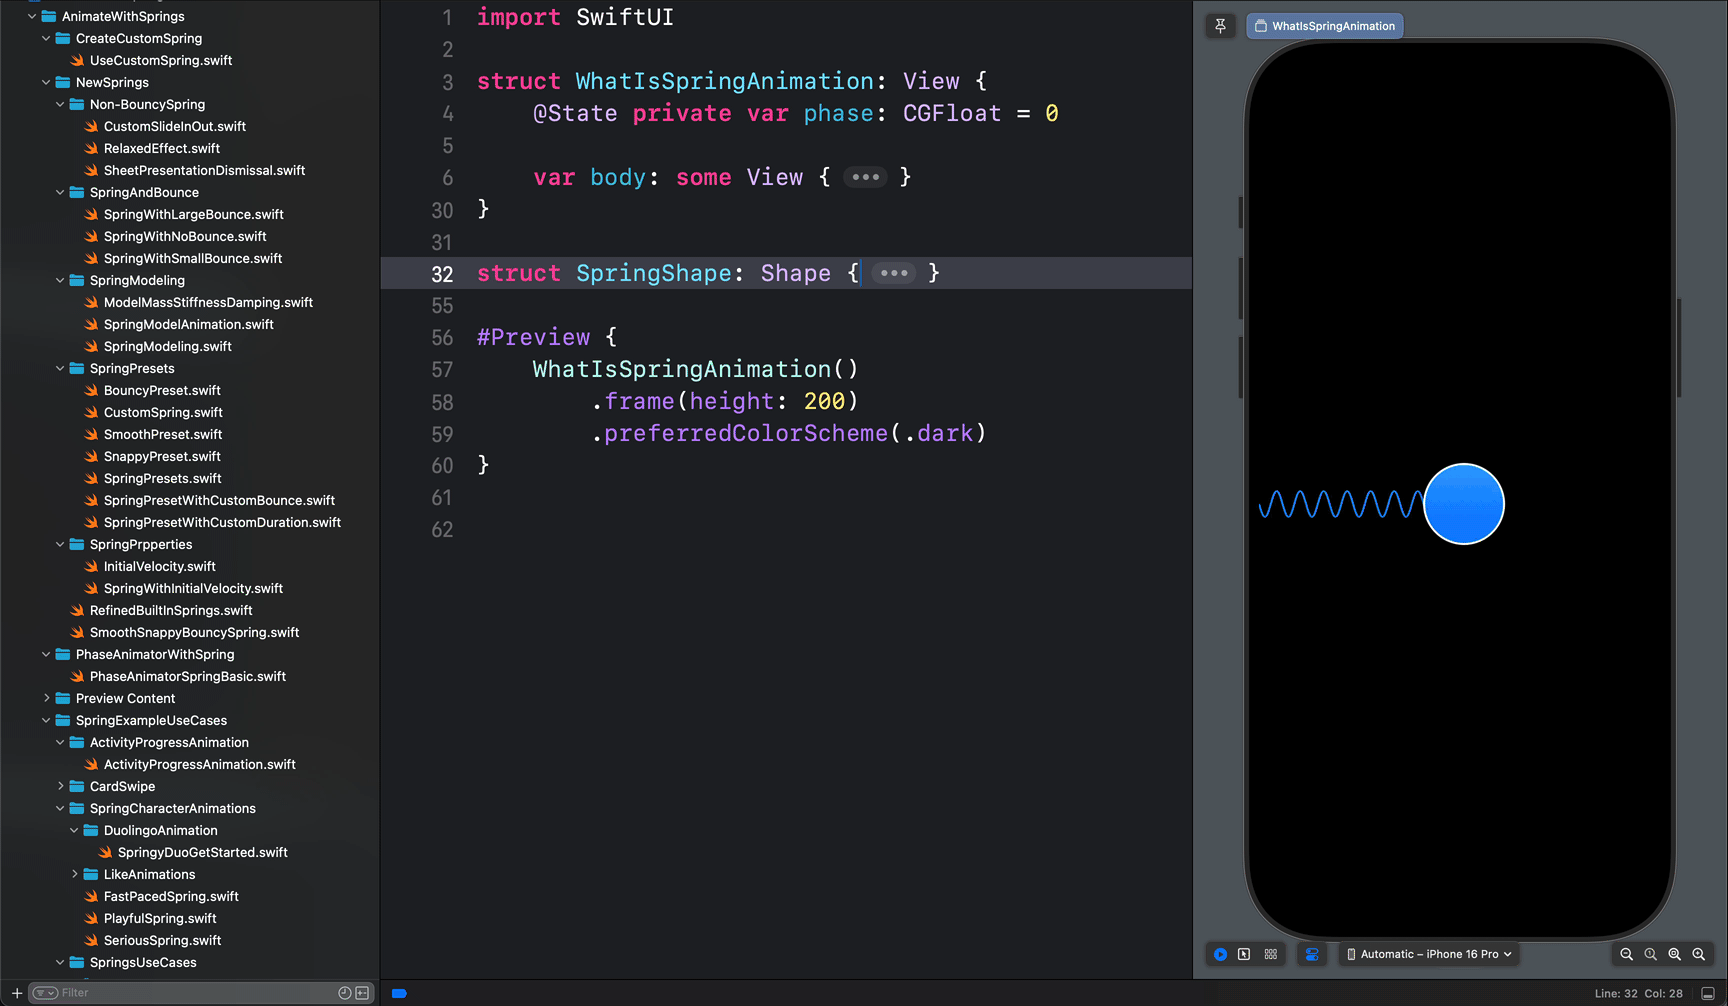 AnimateWithSprings
CreateCustomSpring
UseCustomSpring.swift
NewSprings
Non-BouncySpring
CustomSlideInOut.swift
RelaxedEffect.swift
SheetPresentationDismissal.swift
SpringAndBounce
SpringWithLargeBounce.swift
SpringWithNoBounce.swift
SpringWithSmallBounce.swift
SpringModeling
ModelMassStiffnessDamping.swift
SpringModelAnimation.swift
SpringModeling.swift
SpringPresets
BouncyPreset.swift
CustomSpring.swift
SmoothPreset.swift
SnappyPreset.swift
SpringPresets.swift
SpringPresetWithCustomBounce.swift
SpringPresetWithCustomDuration.swift
SpringPrpperties
InitialVelocity.swift
SpringWithInitialVelocity.swift
RefinedBuiltInSprings.swift
SmoothSnappyBouncySpring.swift
PhaseAnimatorWithSpring
PhaseAnimatorSpringBasic.swift
Preview Content
SpringExampleUseCases
ActivityProgressAnimation
ActivityProgressAnimation.swift
CardSwipe
SpringCharacterAnimations
DuolingoAnimation
SpringyDuoGetStarted.swift
LikeAnimations
FastPacedSpring.swift
PlayfulSpring.swift
SeriousSpring.swift
SpringsUseCases
Filter
1 import SwiftUI
2
3 struct WhatIsSpringAnimation: View {
4 @State private var phase: CGFloat = 0
5
6 var body: some View { ••• }
30 }
31
32 struct SpringShape: Shape { ••• }
55
56 #Preview {
57 WhatIsSpringAnimation()
58 .frame(height: 200)
59 .preferredColorScheme(.dark)
60 }
61
62
WhatIsSpringAnimation
Automatic – iPhone 16 Pro
Line: 32 Col: 28